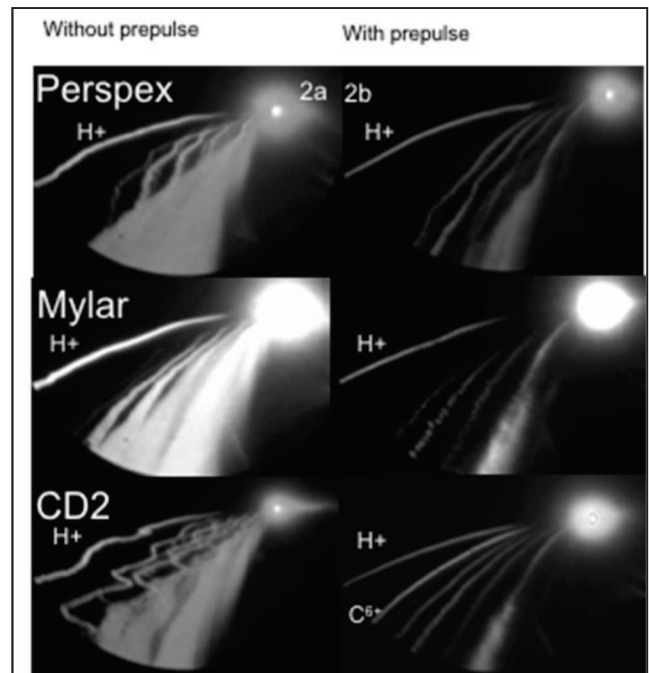 Without prepulse
With prepulse
Perspex
2a
2b
H+
H+
Mylar
H+
H+
CD2
H+
H+
C⁶⁺